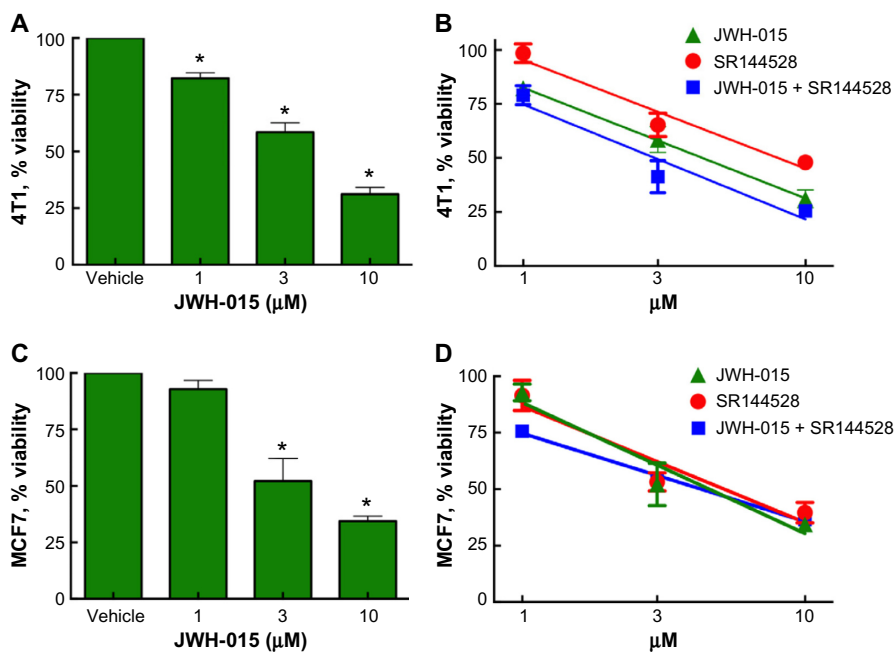 A
100
75
50
25
0
4T1, % viability
*
*
*
Vehicle 1 3 10
JWH-015 (μM)
B
100
75
50
25
0
4T1, % viability
JWH-015
SR144528
JWH-015 + SR144528
1 3 10
μM
C
100
75
50
25
0
MCF7, % viability
*
*
Vehicle 1 3 10
JWH-015 (μM)
D
100
75
50
25
0
MCF7, % viability
JWH-015
SR144528
JWH-015 + SR144528
1 3 10
μM